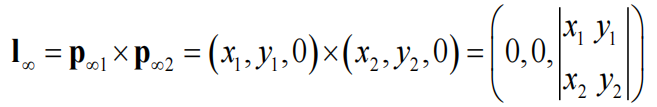 l∞ = p∞1 × p∞2 = (x1, y1, 0) × (x2, y2, 0) = (0, 0, |x1 y1
x2 y2|)